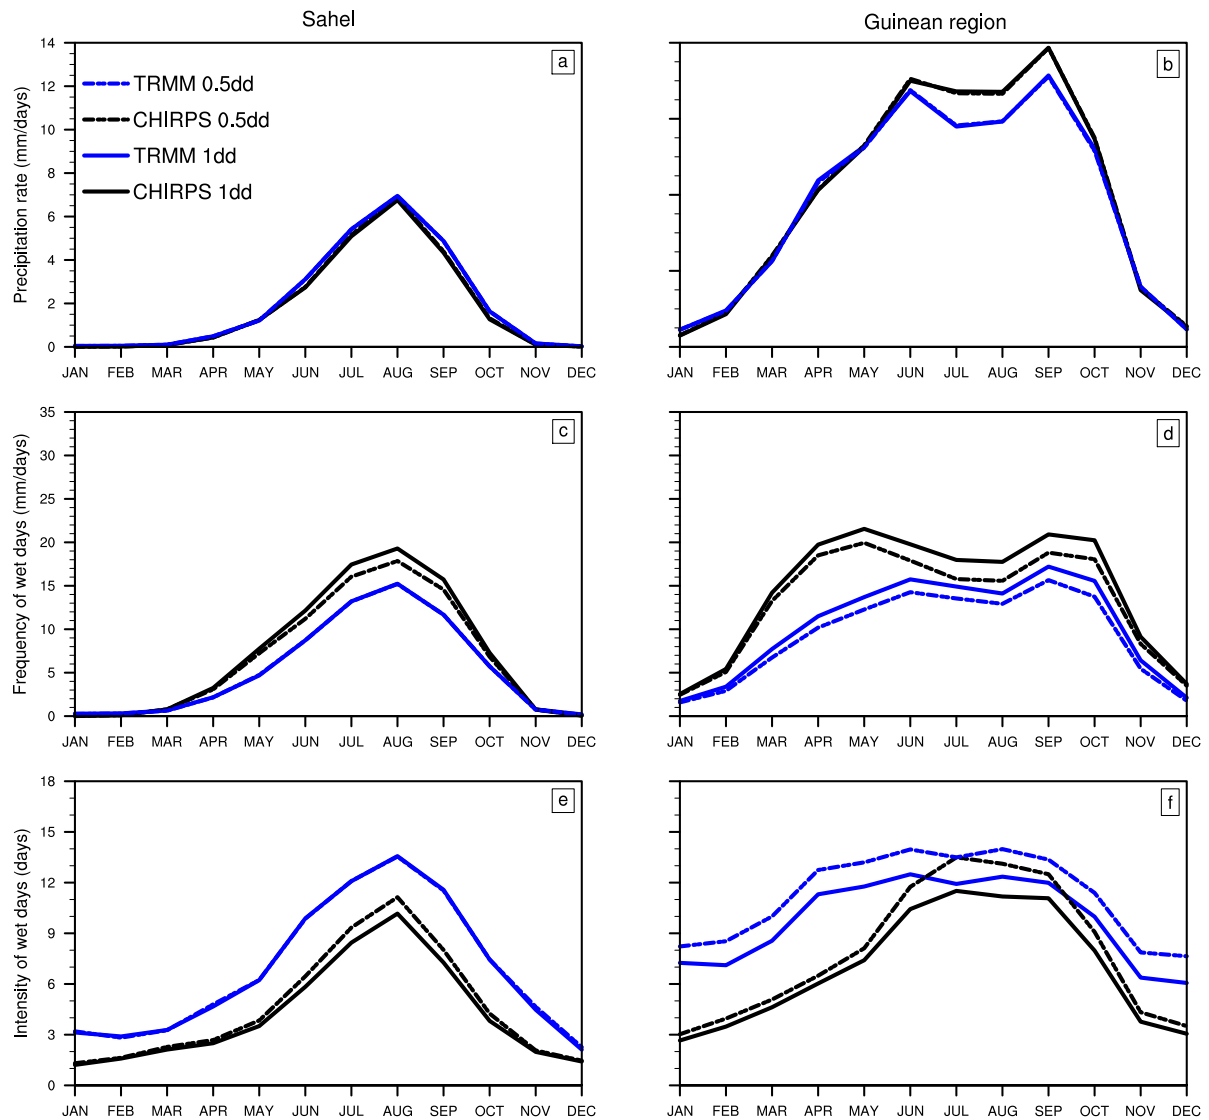 Sahel
Guinean region
Precipitation rate (mm/days)
14
12
10
8
6
4
2
0
a
TRMM 0.5dd
CHIRPS 0.5dd
TRMM 1dd
CHIRPS 1dd
JAN FEB MAR APR MAY JUN JUL AUG SEP OCT NOV DEC
b
JAN FEB MAR APR MAY JUN JUL AUG SEP OCT NOV DEC
Frequency of wet days (mm/days)
35
30
25
20
15
10
5
0
c
JAN FEB MAR APR MAY JUN JUL AUG SEP OCT NOV DEC
d
JAN FEB MAR APR MAY JUN JUL AUG SEP OCT NOV DEC
Intensity of wet days (days)
18
15
12
9
6
3
0
e
JAN FEB MAR APR MAY JUN JUL AUG SEP OCT NOV DEC
f
JAN FEB MAR APR MAY JUN JUL AUG SEP OCT NOV DEC